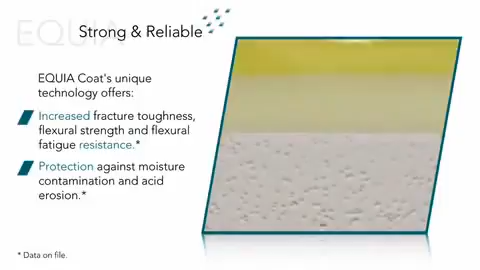 EQUIA
Strong & Reliable
EQUIA Coat's unique
technology offers:
Increased fracture toughness,
flexural strength and flexural
fatigue resistance.*
Protection against moisture
contamination and acid
erosion.*
* Data on file.